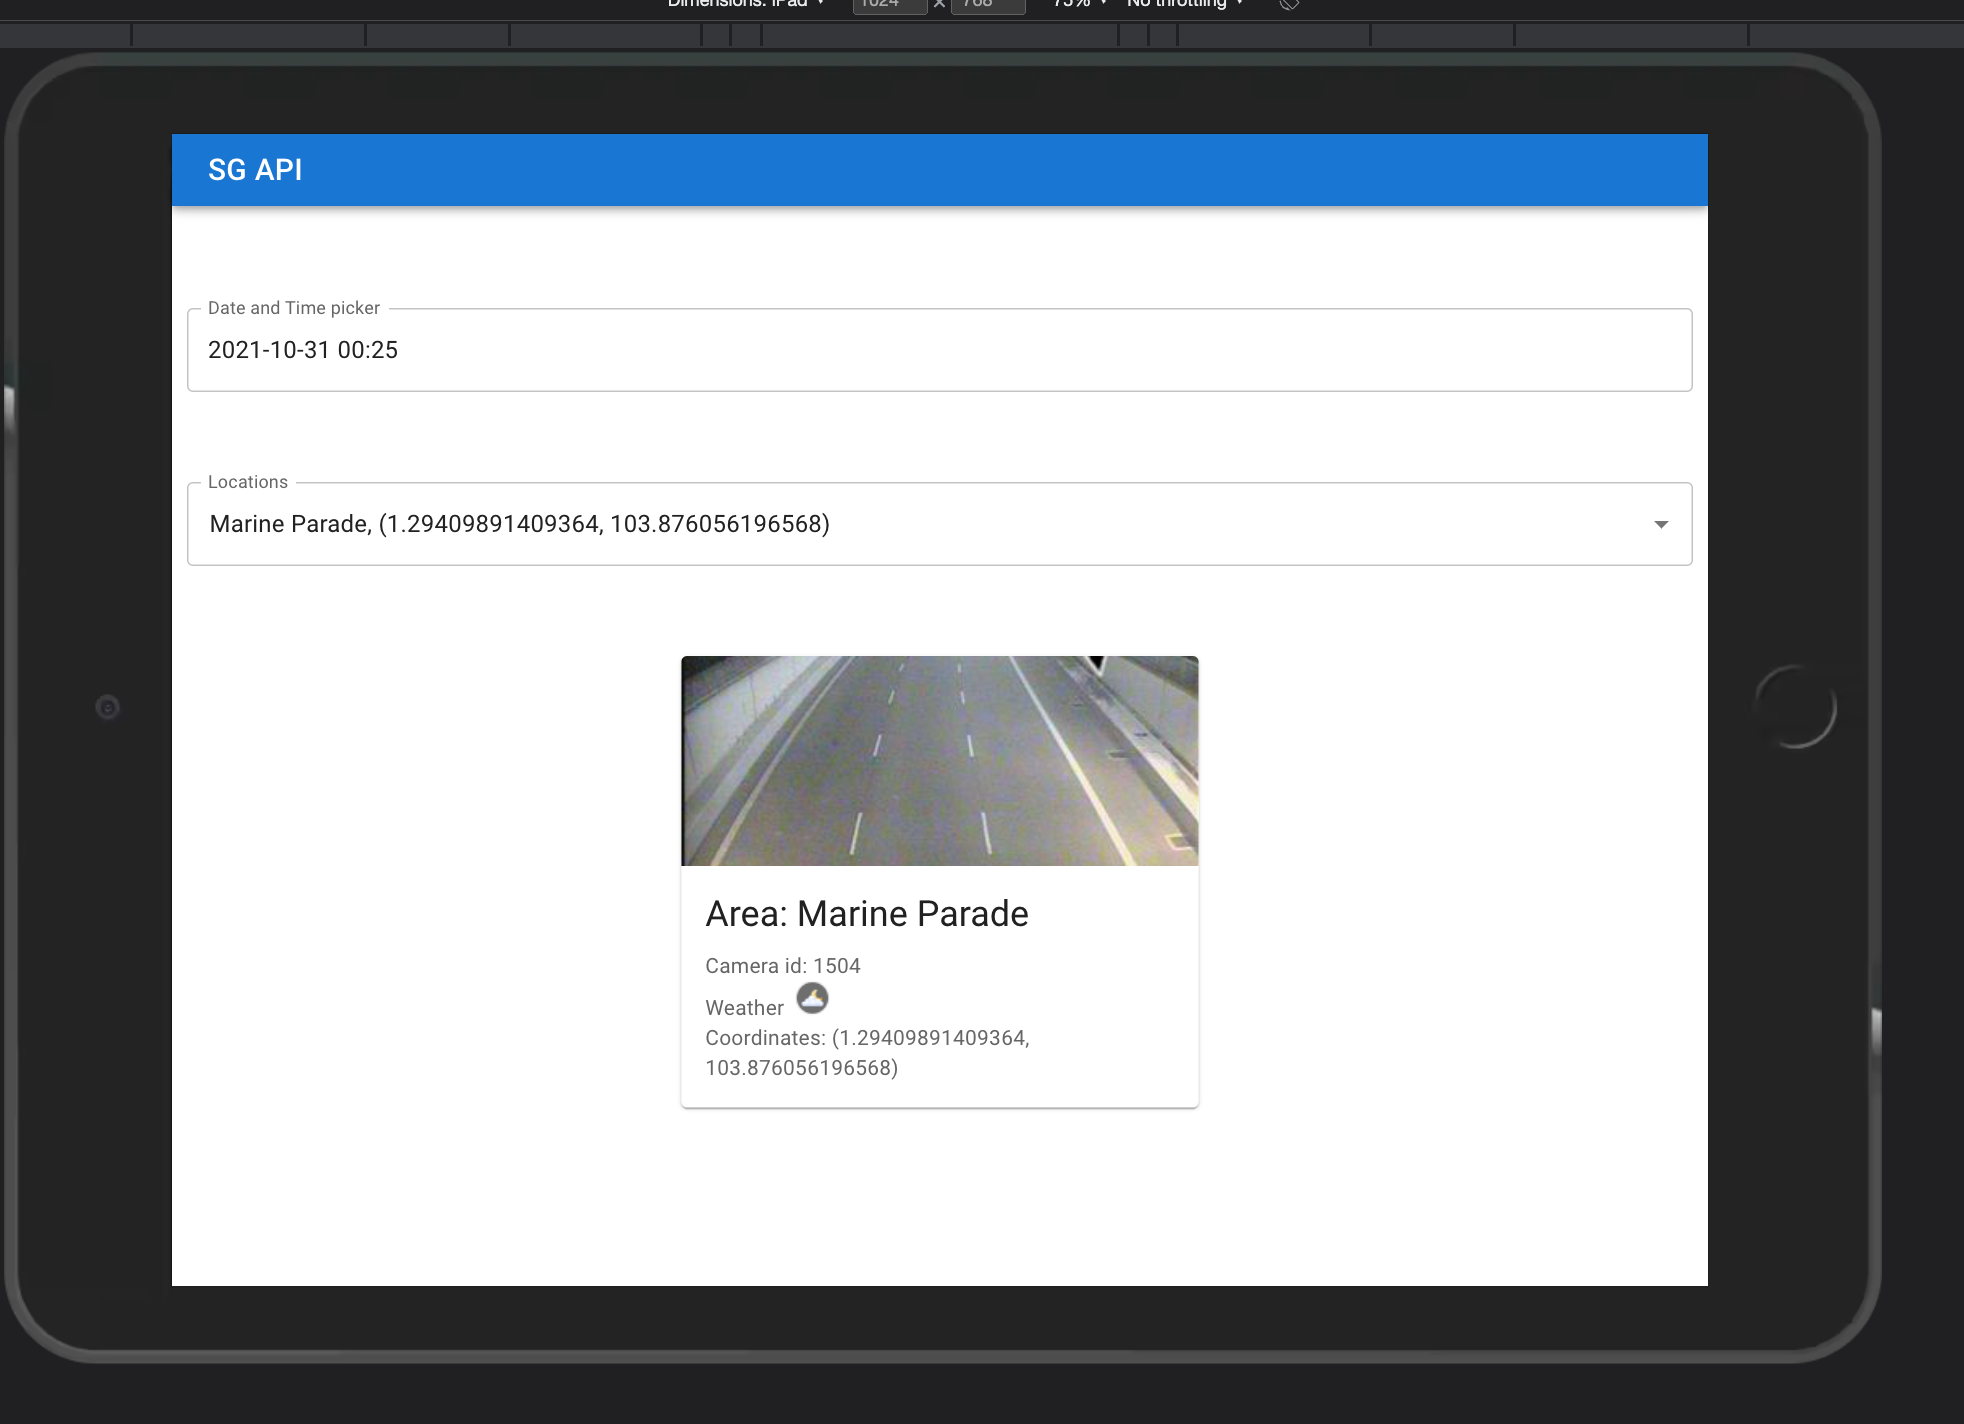 Dimensions: iPad
1024 × 768
75%
No throttling
SG API
Date and Time picker
2021-10-31 00:25
Locations
Marine Parade, (1.29409891409364, 103.876056196568)
Area: Marine Parade
Camera id: 1504
Weather
Coordinates: (1.29409891409364,
103.876056196568)